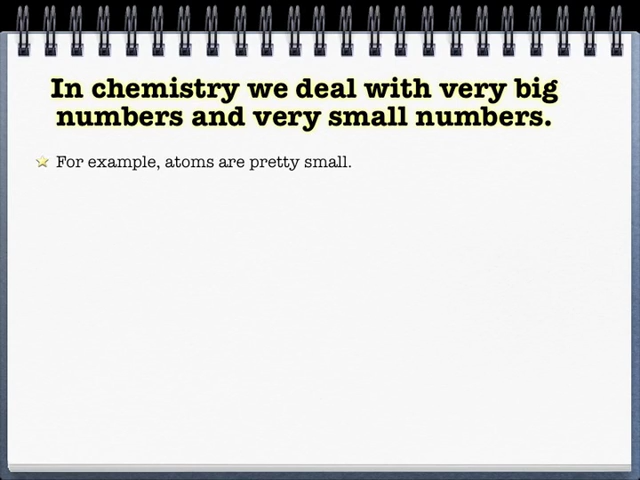 In chemistry we deal with very big
numbers and very small numbers.
For example, atoms are pretty small.